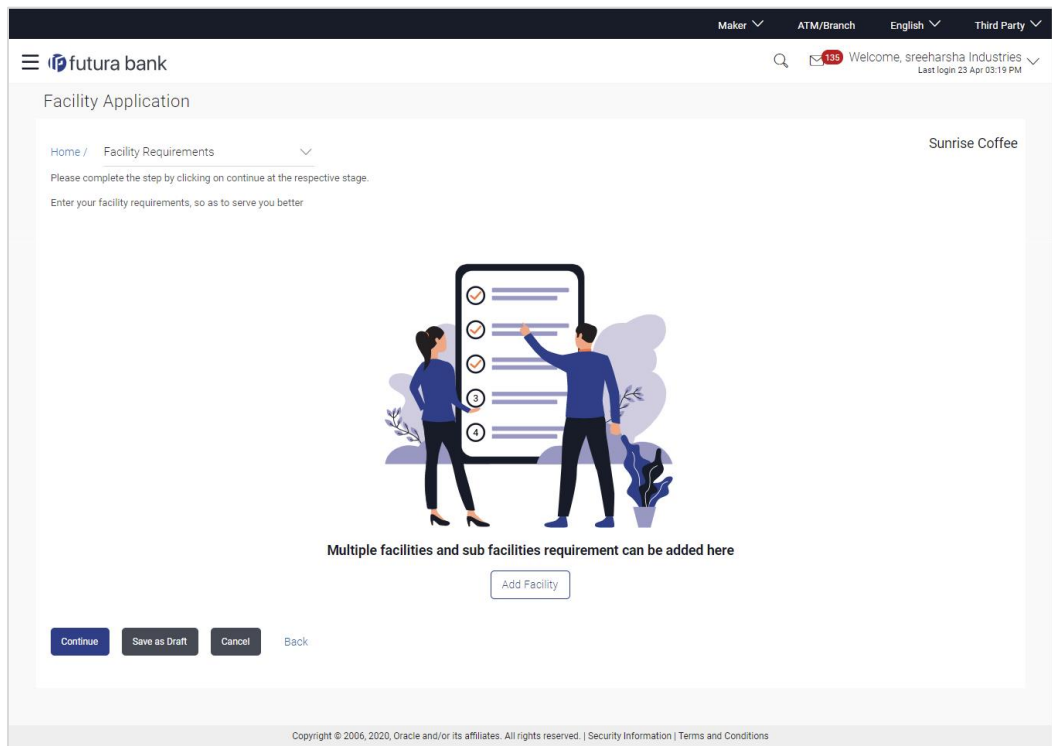 Maker ATM/Branch English Third Party
futura bank
135 Welcome, sreeharsha Industries
Last login 23 Apr 03:19 PM
Facility Application
Home / Facility Requirements
Sunrise Coffee
Please complete the step by clicking on continue at the respective stage.
Enter your facility requirements, so as to serve you better
3
4
Multiple facilities and sub facilities requirement can be added here
Add Facility
Continue Save as Draft Cancel Back
Copyright © 2006, 2020, Oracle and/or its affiliates. All rights reserved. | Security Information | Terms and Conditions